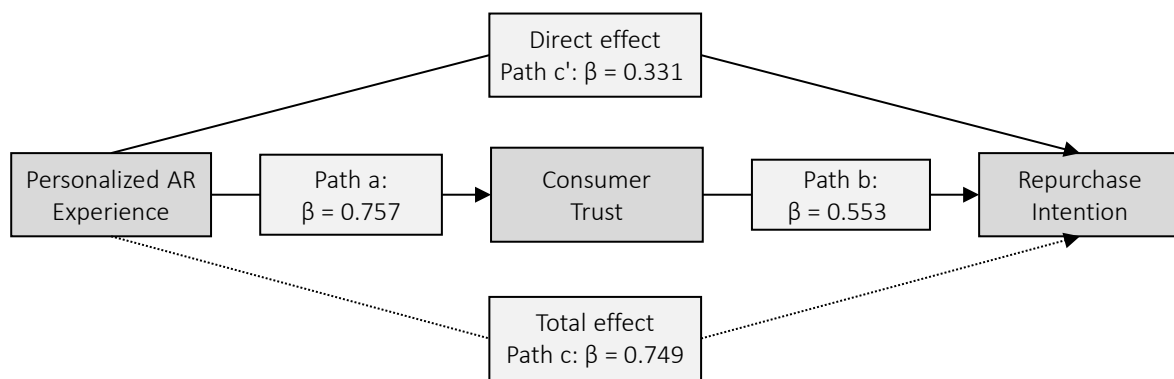 Direct effect
Path c': β = 0.331
Personalized AR
Experience
Path a:
β = 0.757
Consumer
Trust
Path b:
β = 0.553
Repurchase
Intention
Total effect
Path c: β = 0.749